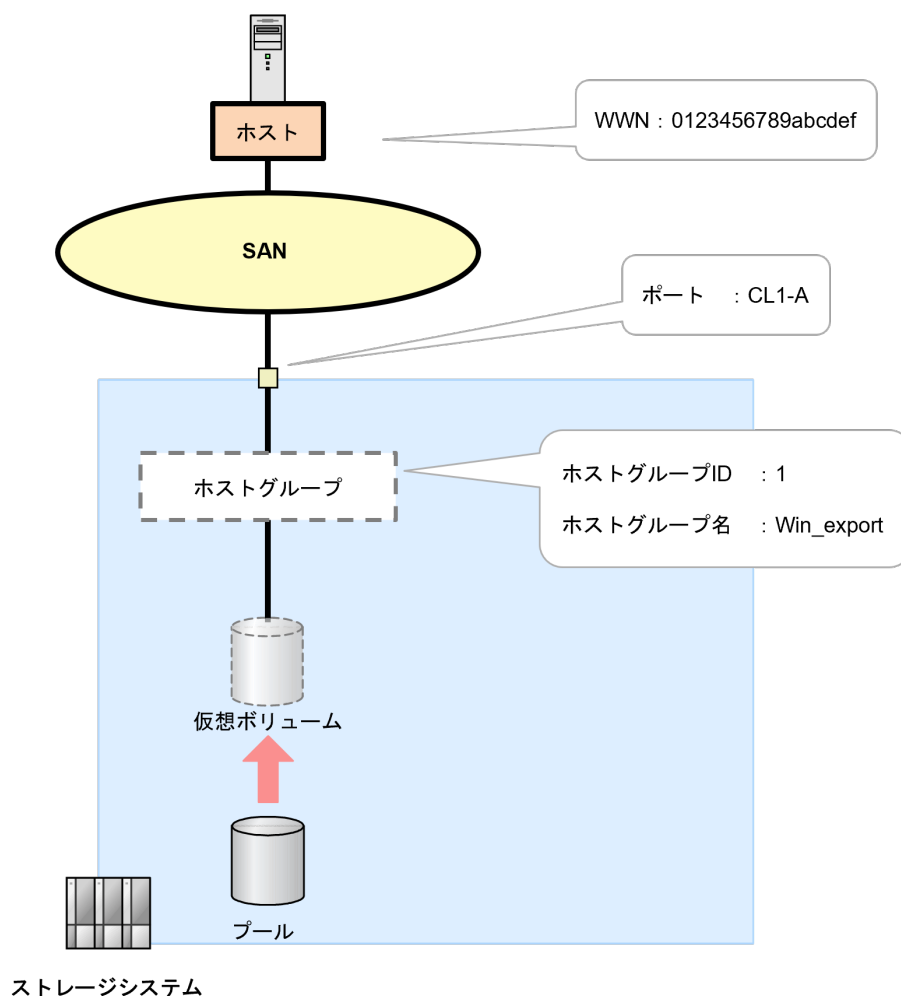 ホスト
WWN：0123456789abcdef
SAN
ポート　：CL1-A
ホストグループ
ホストグループID　：1
ホストグループ名　：Win_export
仮想ボリューム
プール
ストレージシステム